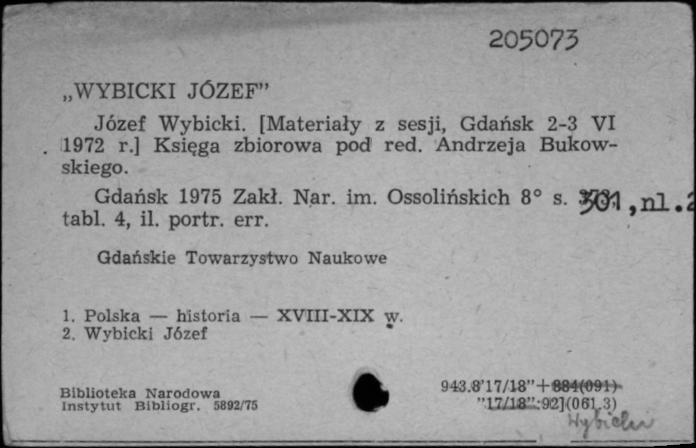 205073
„WYBICKI JÓZEF”
Józef Wybicki. [Materiały z sesji, Gdańsk 2-3 VI
1972 r.] Księga zbiorowa pod red. Andrzeja Bukow-
skiego.
Gdańsk 1975 Zakł. Nar. im. Ossolińskich 8° s. 301, nl. 2
tabl. 4, il. portr. err.
Gdańskie Towarzystwo Naukowe
1. Polska — historia — XVIII-XIX w.
2. Wybicki Józef
Biblioteka Narodowa
Instytut Bibliogr. 5892/75
943.8’17/18”+884(091)
”17/18”:92](061.3)
Wybicki